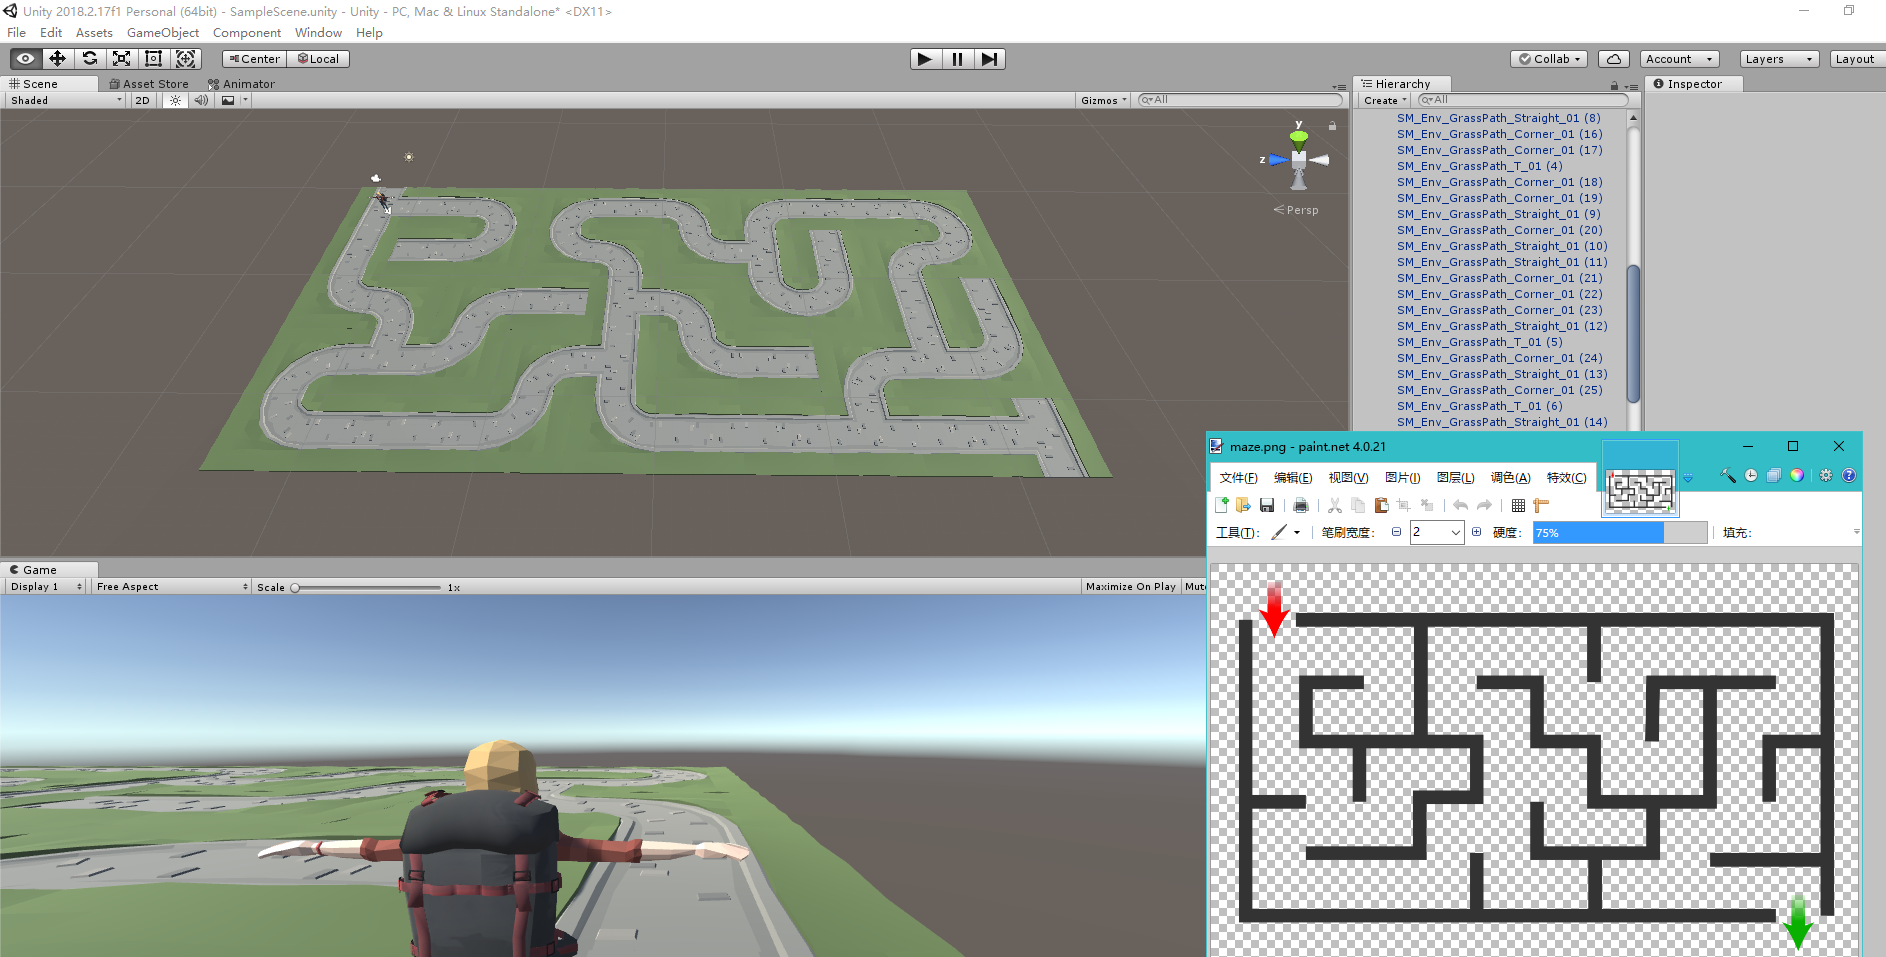 Unity 2018.2.17f1 Personal (64bit) - SampleScene.unity - Unity - PC, Mac & Linux Standalone* <DX11>
File Edit Assets GameObject Component Window Help
Center Local Collab Account Layers Layout
Scene Asset Store Animator Hierarchy Inspector
Shaded 2D Gizmos All Create All
SM_Env_GrassPath_Straight_01 (8)
SM_Env_GrassPath_Corner_01 (16)
SM_Env_GrassPath_Corner_01 (17)
SM_Env_GrassPath_T_01 (4)
SM_Env_GrassPath_Corner_01 (18)
SM_Env_GrassPath_Corner_01 (19)
SM_Env_GrassPath_Straight_01 (9)
SM_Env_GrassPath_Corner_01 (20)
SM_Env_GrassPath_Straight_01 (10)
SM_Env_GrassPath_Straight_01 (11)
SM_Env_GrassPath_Corner_01 (21)
SM_Env_GrassPath_Corner_01 (22)
SM_Env_GrassPath_Corner_01 (23)
SM_Env_GrassPath_Straight_01 (12)
SM_Env_GrassPath_T_01 (5)
SM_Env_GrassPath_Corner_01 (24)
SM_Env_GrassPath_Straight_01 (13)
SM_Env_GrassPath_Corner_01 (25)
SM_Env_GrassPath_T_01 (6)
SM_Env_GrassPath_Straight_01 (14)
y
z
Persp
Game
Display 1 Free Aspect Scale 1x Maximize On Play Mut
maze.png - paint.net 4.0.21
文件(F) 编辑(E) 视图(V) 图片(I) 图层(L) 调色(A) 特效(C)
工具(T): 笔刷宽度: 2 硬度: 75% 填充: